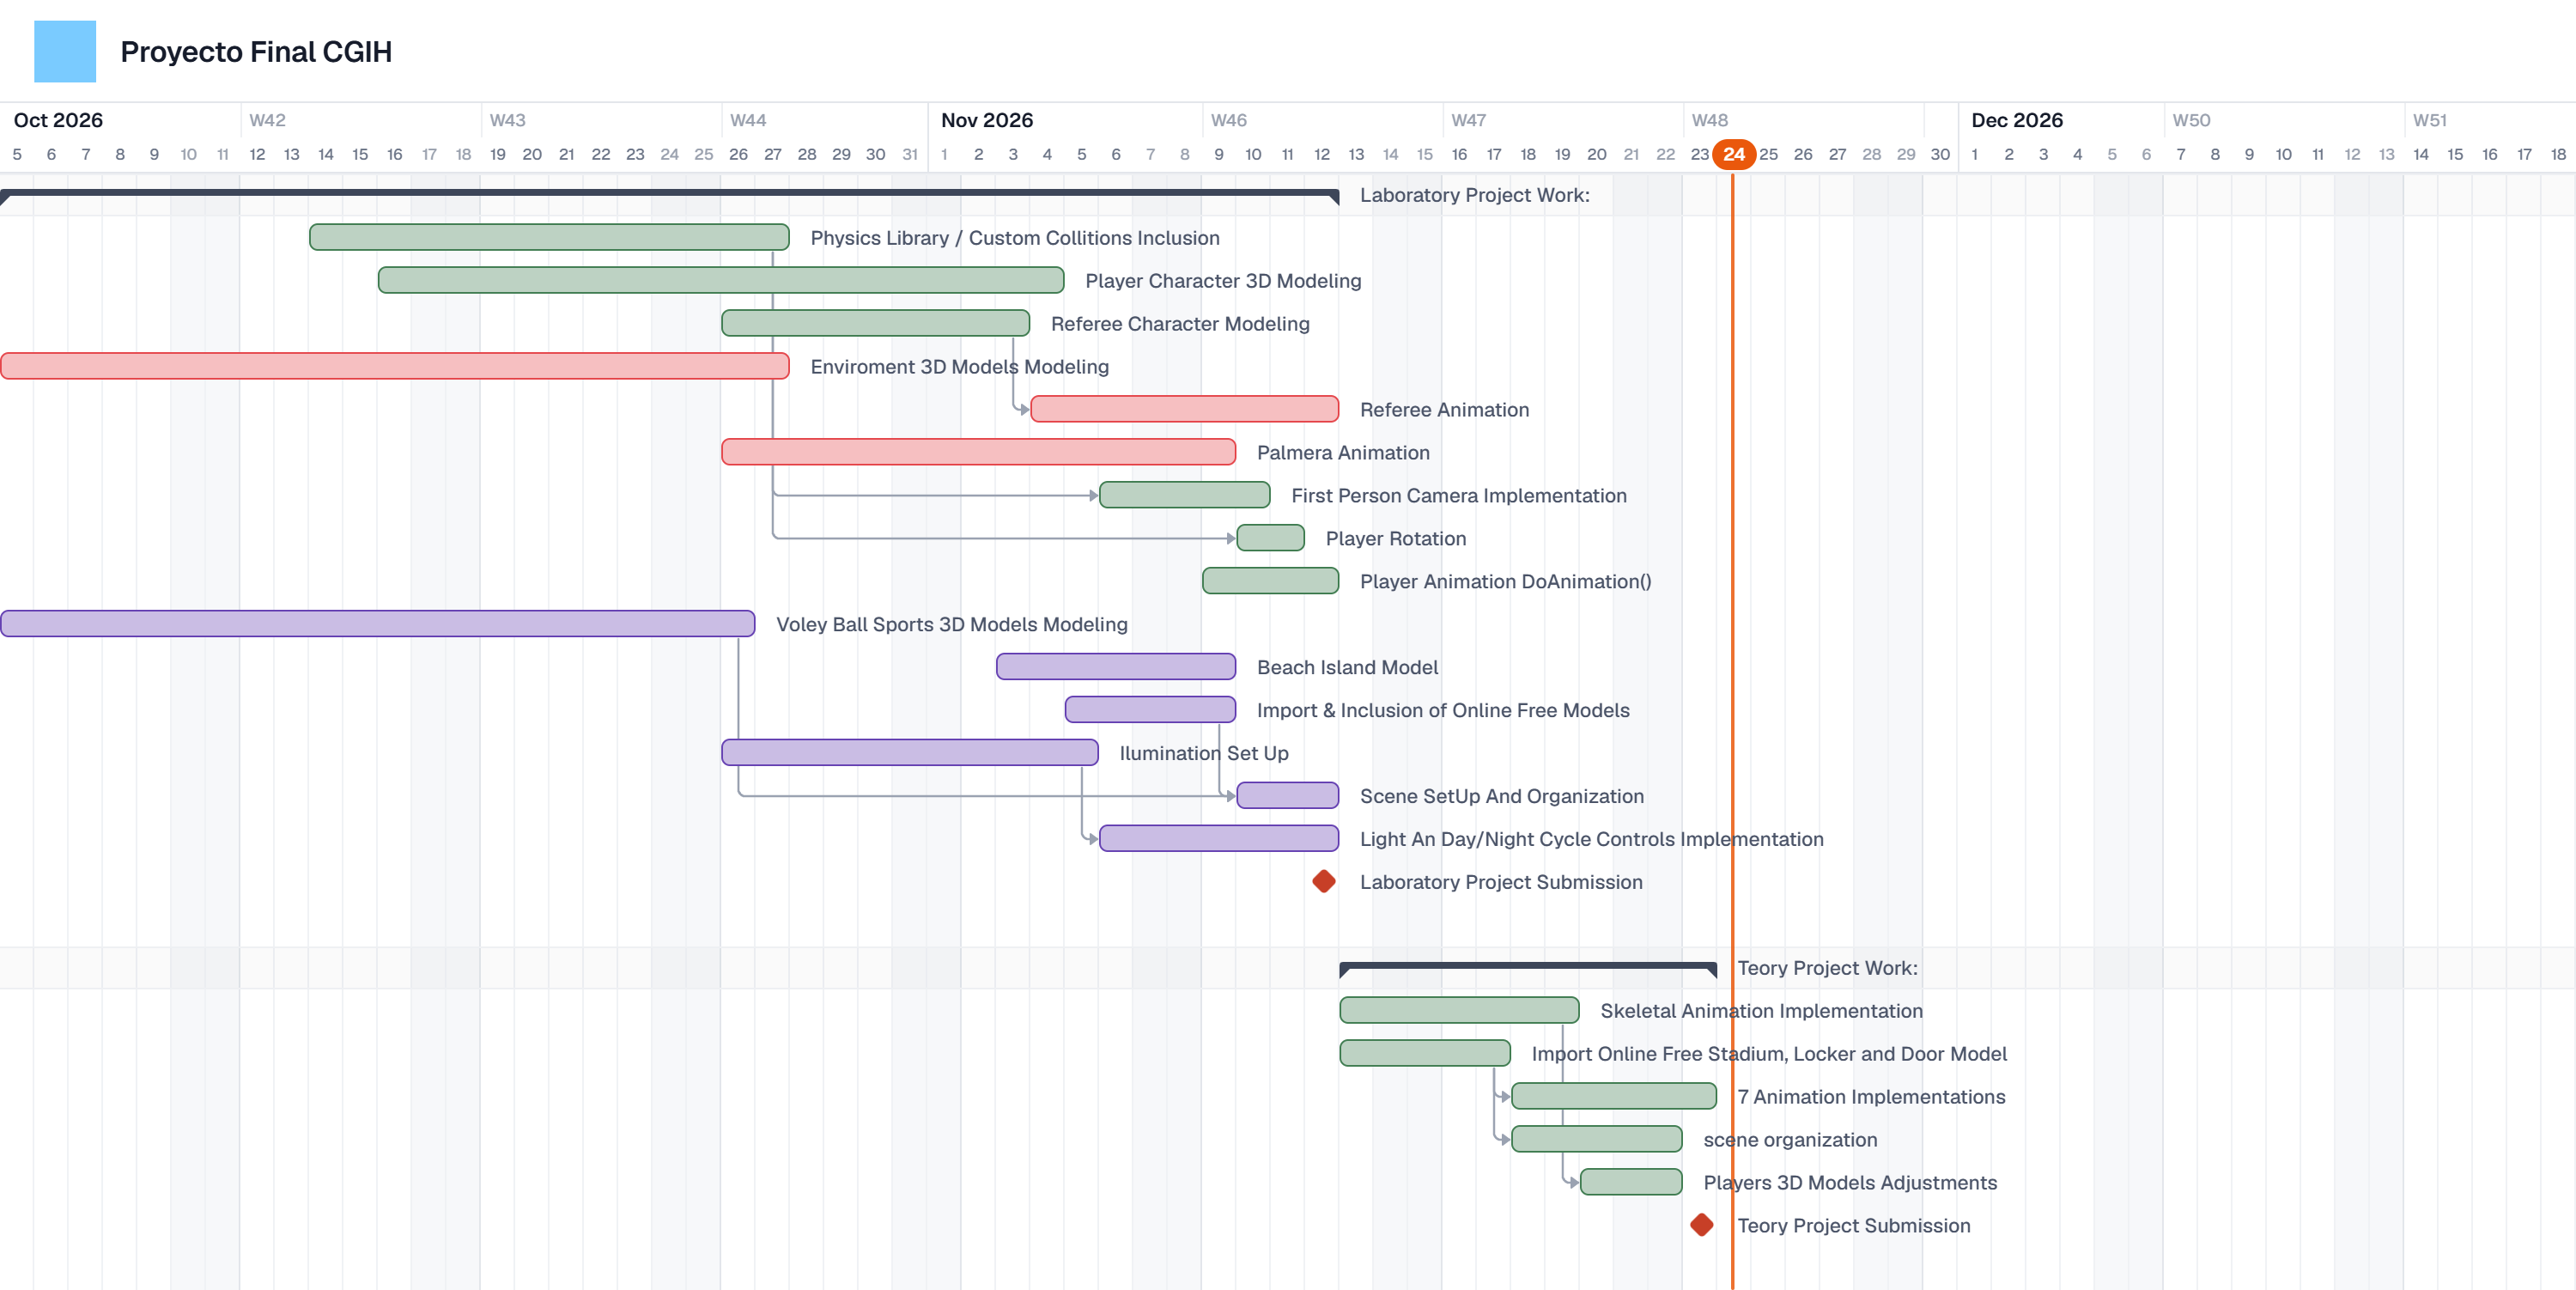 Proyecto Final CGIH
Oct 2026 W42 W43 W44 Nov 2026 W46 W47 W48 Dec 2026 W50 W51
5 6 7 8 9 10 11 12 13 14 15 16 17 18 19 20 21 22 23 24 25 26 27 28 29 30 31 1 2 3 4 5 6 7 8 9 10 11 12 13 14 15 16 17 18 19 20 21 22 23 24 25 26 27 28 29 30 1 2 3 4 5 6 7 8 9 10 11 12 13 14 15 16 17 18
Laboratory Project Work:
Physics Library / Custom Collitions Inclusion
Player Character 3D Modeling
Referee Character Modeling
Enviroment 3D Models Modeling
Referee Animation
Palmera Animation
First Person Camera Implementation
Player Rotation
Player Animation DoAnimation()
Voley Ball Sports 3D Models Modeling
Beach Island Model
Import & Inclusion of Online Free Models
Ilumination Set Up
Scene SetUp And Organization
Light An Day/Night Cycle Controls Implementation
Laboratory Project Submission
Teory Project Work:
Skeletal Animation Implementation
Import Online Free Stadium, Locker and Door Model
7 Animation Implementations
scene organization
Players 3D Models Adjustments
Teory Project Submission